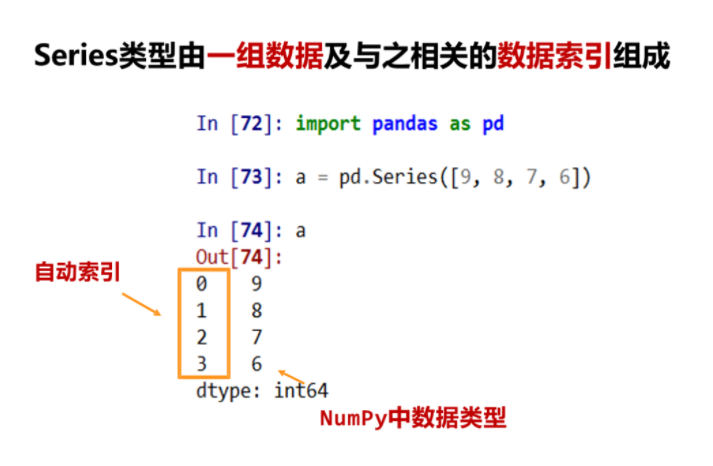 Series类型由一组数据及与之相关的数据索引组成
In [72]: import pandas as pd
In [73]: a = pd.Series([9, 8, 7, 6])
In [74]: a
Out[74]:
自动索引
0 9
1 8
2 7
3 6
dtype: int64
NumPy中数据类型